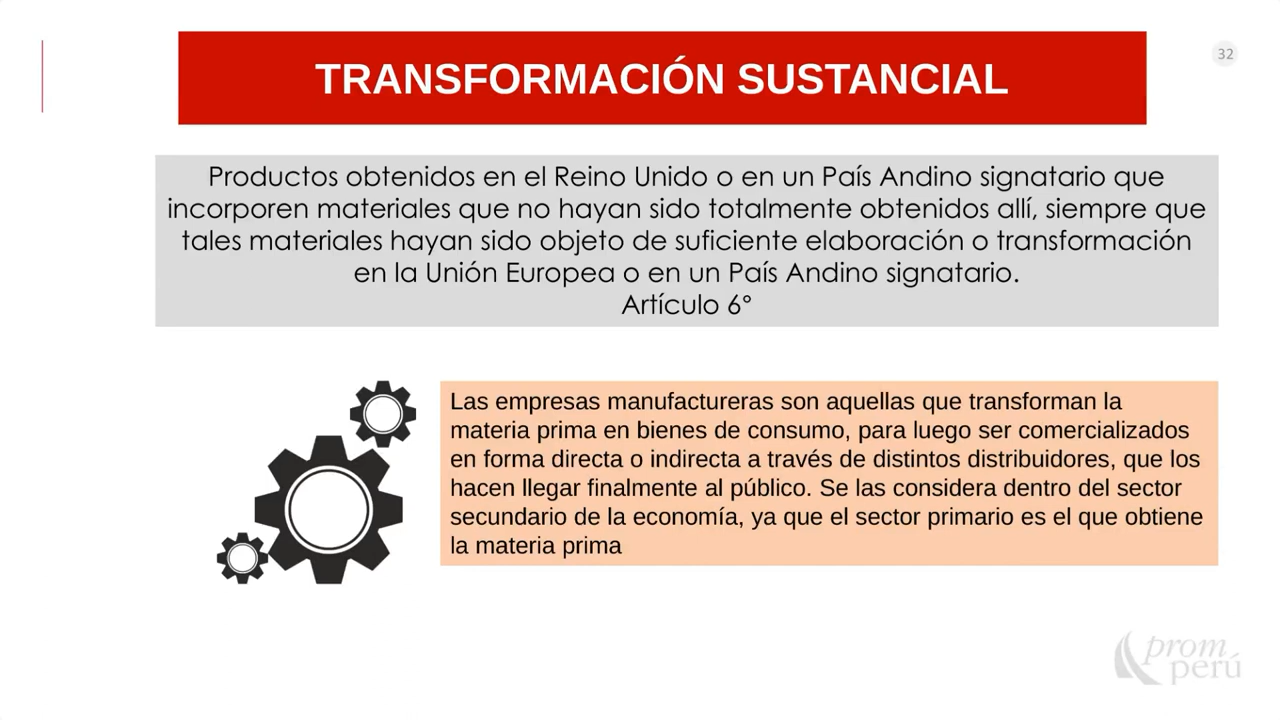 32
TRANSFORMACIÓN SUSTANCIAL
Productos obtenidos en el Reino Unido o en un País Andino signatario que
incorporen materiales que no hayan sido totalmente obtenidos allí, siempre que
tales materiales hayan sido objeto de suficiente elaboración o transformación
en la Unión Europea o en un País Andino signatario.
Artículo 6°
Las empresas manufactureras son aquellas que transforman la
materia prima en bienes de consumo, para luego ser comercializados
en forma directa o indirecta a través de distintos distribuidores, que los
hacen llegar finalmente al público. Se las considera dentro del sector
secundario de la economía, ya que el sector primario es el que obtiene
la materia prima
prom
perú